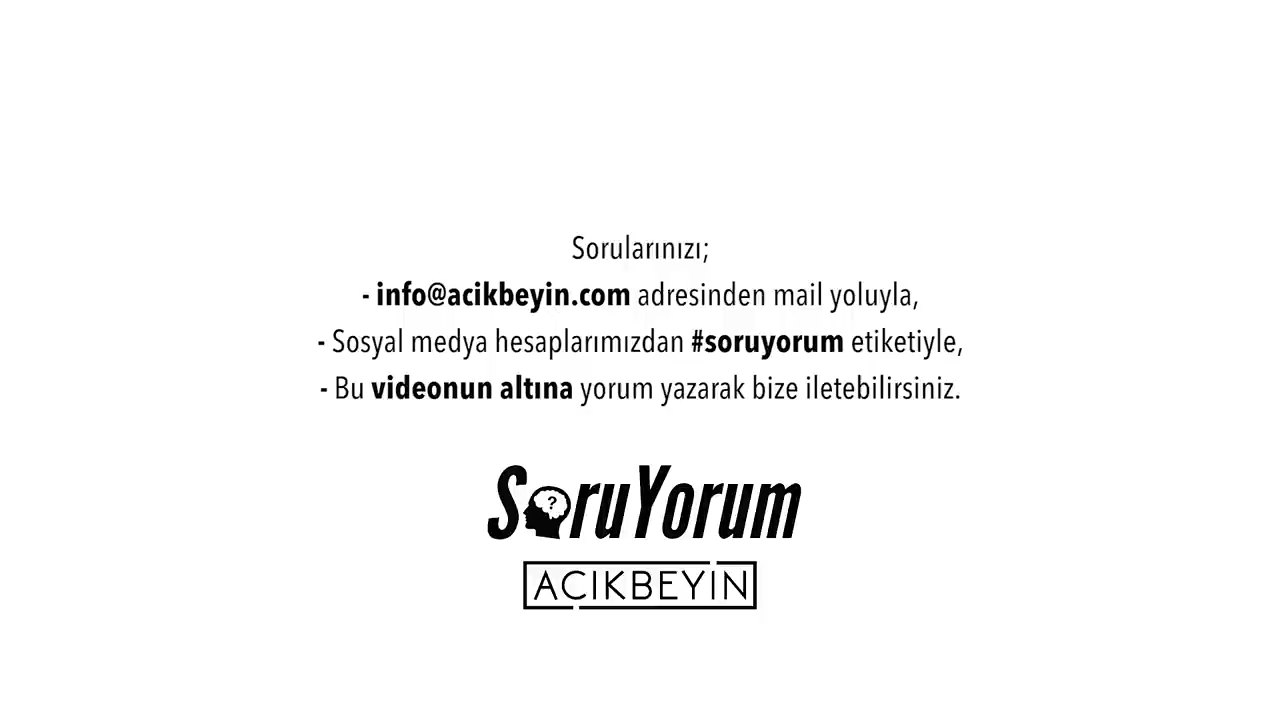 Sorularınızı;
- info@acikbeyin.com adresinden mail yoluyla,
- Sosyal medya hesaplarımızdan #soruyorum etiketiyle,
- Bu videonun altına yorum yazarak bize iletebilirsiniz.
SoruYorum
AÇIKBEYİN